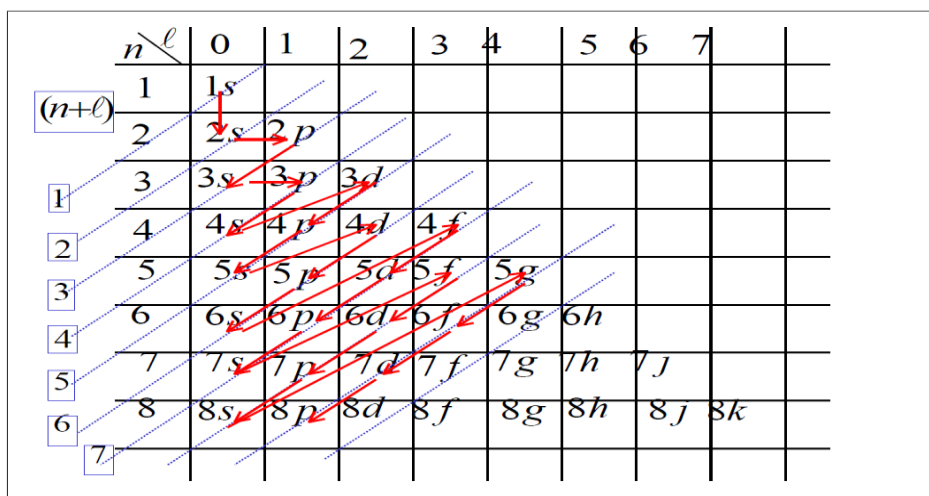 n ℓ 0 1 2 3 4 5 6 7
1 1s
(n+ℓ)
2 2s 2p
3 3s 3p 3d
1
4 4s 4p 4d 4f
2
5 5s 5p 5d 5f 5g
3
6 6s 6p 6d 6f 6g 6h
4
7 7s 7p 7d 7f 7g 7h 7j
5
8 8s 8p 8d 8f 8g 8h 8j 8k
6
7